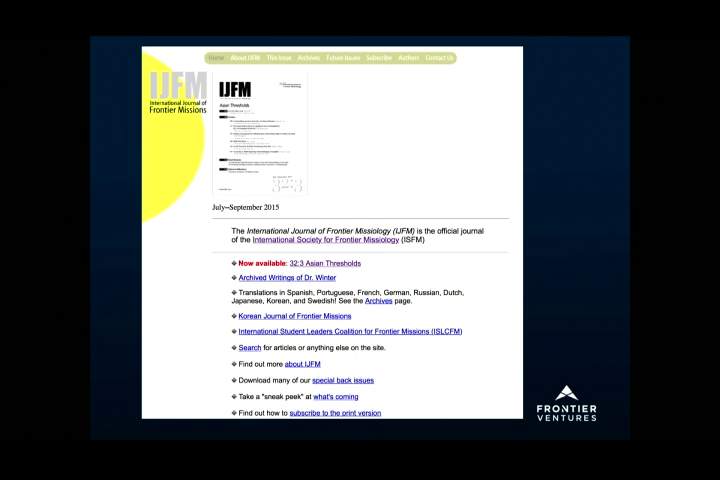 Home About IJFM This Issue Archives Future Issues Subscribe Authors Contact Us
IJFM
International Journal of
Frontier Missions
IJFM
Asian Thresholds
July–September 2015
The International Journal of Frontier Missiology (IJFM) is the official journal
of the International Society for Frontier Missiology (ISFM)
Now available: 32:3 Asian Thresholds
Archived Writings of Dr. Winter
Translations in Spanish, Portuguese, French, German, Russian, Dutch,
Japanese, Korean, and Swedish! See the Archives page.
Korean Journal of Frontier Missions
International Student Leaders Coalition for Frontier Missions (ISLCFM)
Search for articles or anything else on the site.
Find out more about IJFM
Download many of our special back issues
Take a "sneak peek" at what's coming
Find out how to subscribe to the print version
FRONTIER
VENTURES